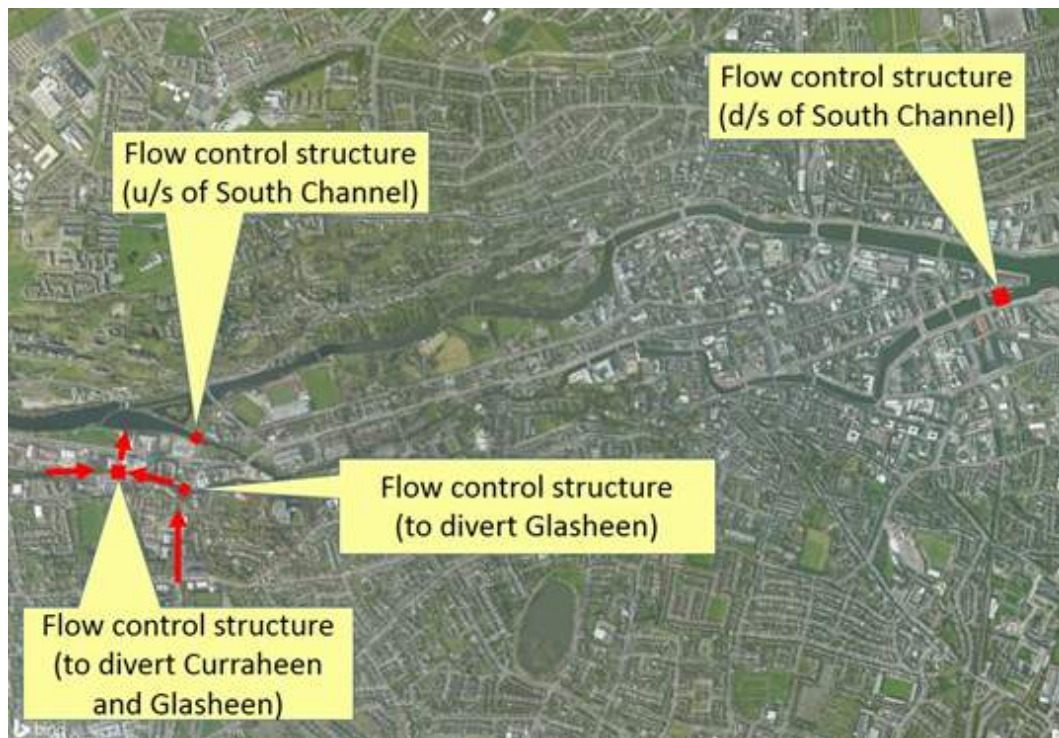 Flow control structure
(d/s of South Channel)
Flow control structure
(u/s of South Channel)
Flow control structure
(to divert Glasheen)
Flow control structure
(to divert Curraheen
and Glasheen)
bing